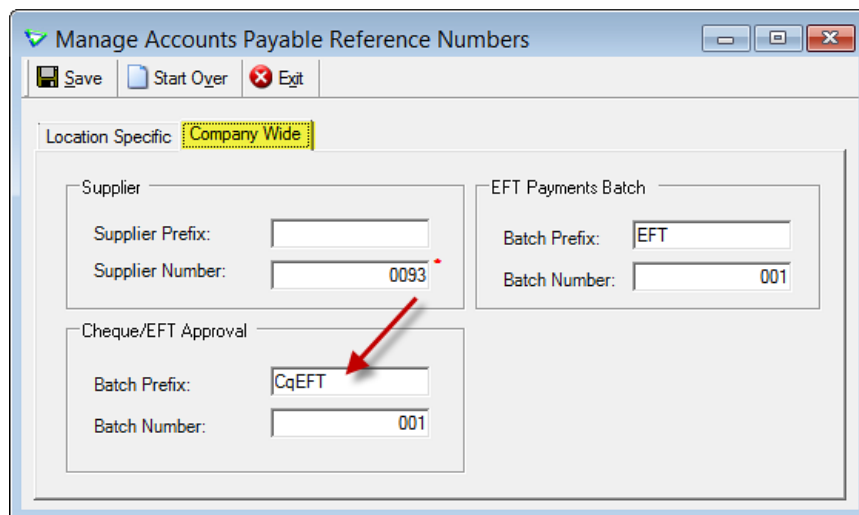 Manage Accounts Payable Reference Numbers
Save Start Over Exit
Location Specific Company Wide
Supplier
Supplier Prefix:
Supplier Number: 0093 *
EFT Payments Batch
Batch Prefix: EFT
Batch Number: 001
Cheque/EFT Approval
Batch Prefix: CqEFT
Batch Number: 001